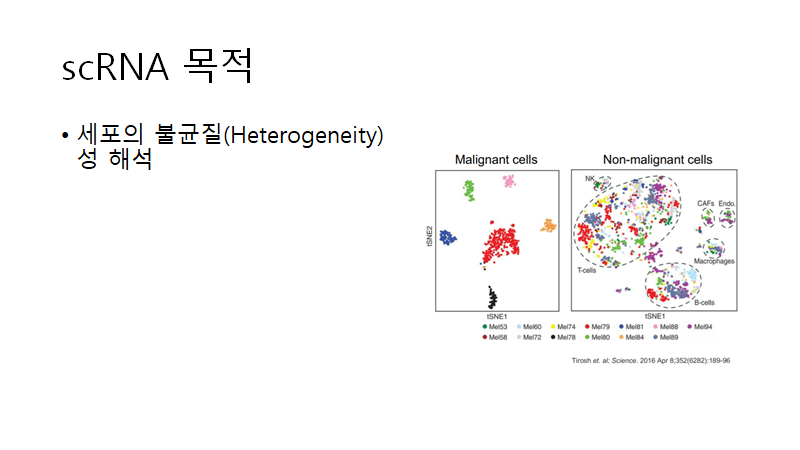 scRNA 목적
• 세포의 불균질(Heterogeneity)
성 해석
Malignant cells
Non-malignant cells
NK
CAFs Endo.
Macrophages
T-cells
B-cells
tSNE2
tSNE1
tSNE1
Mel53 Mel60 Mel74 Mel79 Mel81 Mel88 Mel94
Mel58 Mel72 Mel78 Mel80 Mel84 Mel89
Tirosh et. al; Science. 2016 Apr 8;352(6282):189-96